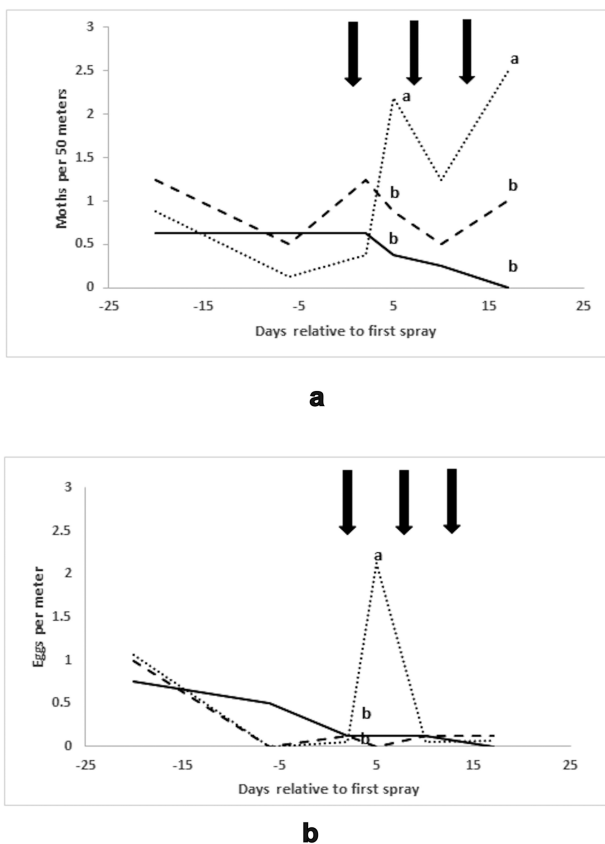 3
2.5
2
1.5
1
0.5
0
Moths per 50 meters
a
a
b
b
b
b
-25 -15 -5 5 15 25
Days relative to first spray
a
3
2.5
2
1.5
1
0.5
0
Eggs per meter
a
b
b
-25 -15 -5 5 15 25
Days relative to first spray
b